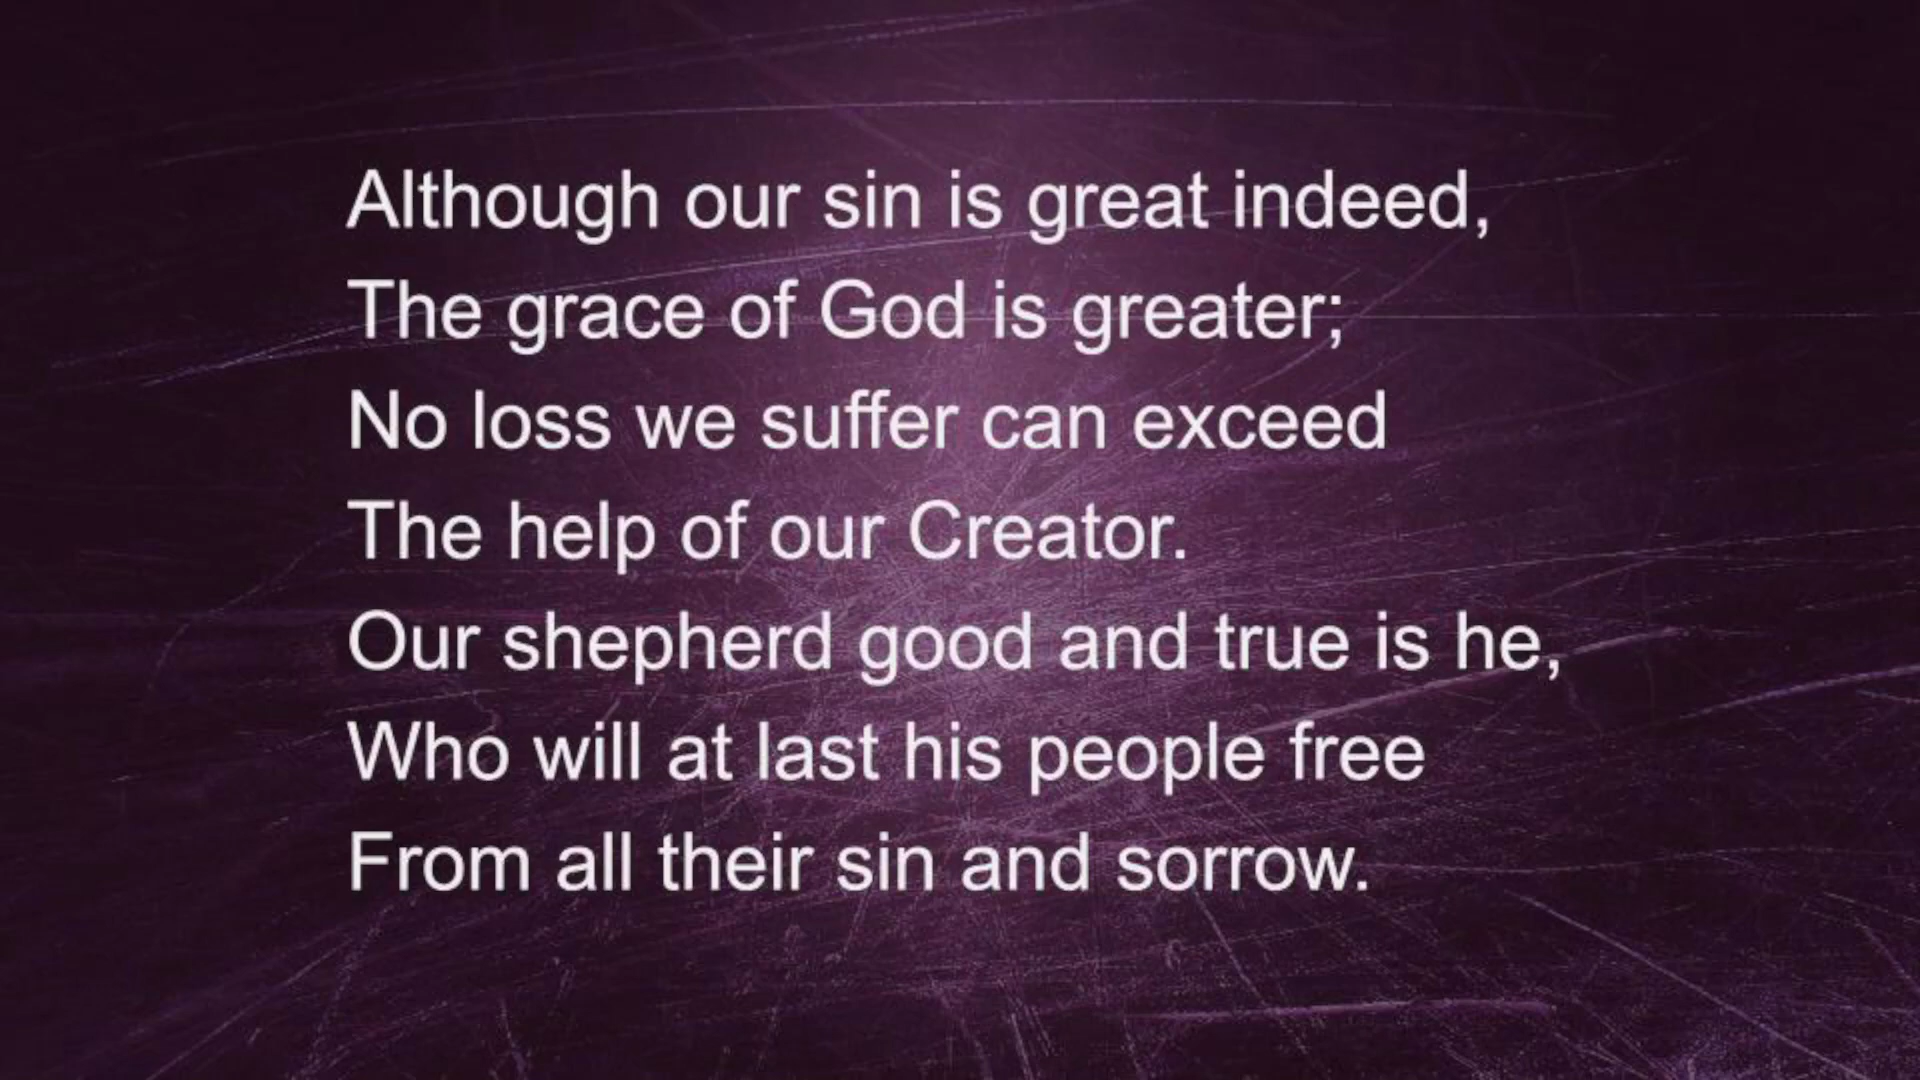 Although our sin is great indeed,
The grace of God is greater;
No loss we suffer can exceed
The help of our Creator.
Our shepherd good and true is he,
Who will at last his people free
From all their sin and sorrow.